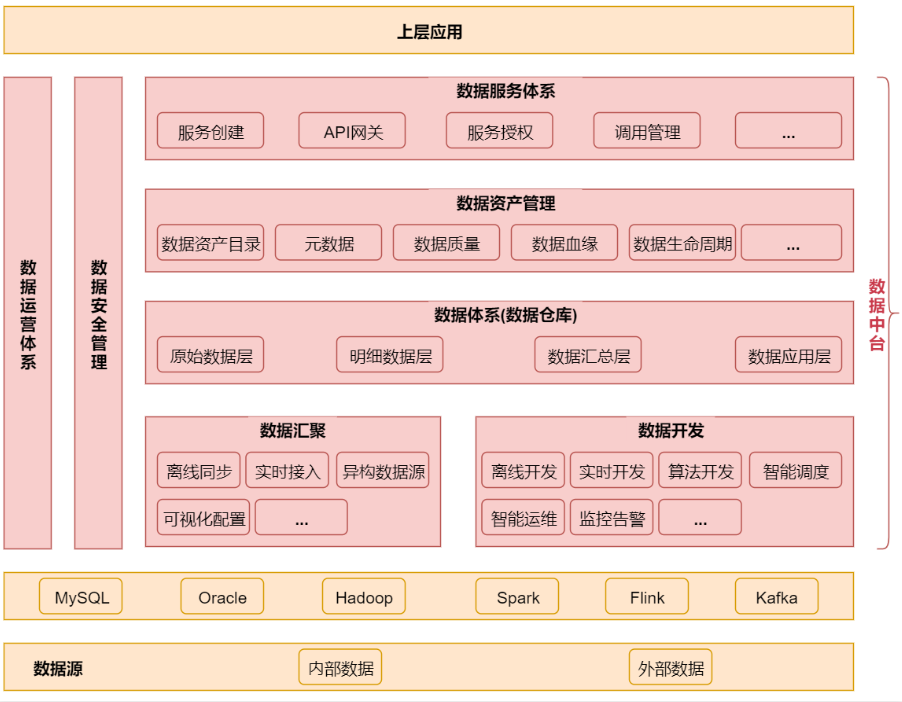 上层应用
数据运营体系
数据安全管理
数据服务体系
服务创建 API网关 服务授权 调用管理 ...
数据资产管理
数据资产目录 元数据 数据质量 数据血缘 数据生命周期 ...
数据体系(数据仓库)
原始数据层 明细数据层 数据汇总层 数据应用层
数据汇聚
离线同步 实时接入 异构数据源
可视化配置 ...
数据开发
离线开发 实时开发 算法开发 智能调度
智能运维 监控告警 ...
数据中台
MySQL Oracle Hadoop Spark Flink Kafka
数据源 内部数据 外部数据